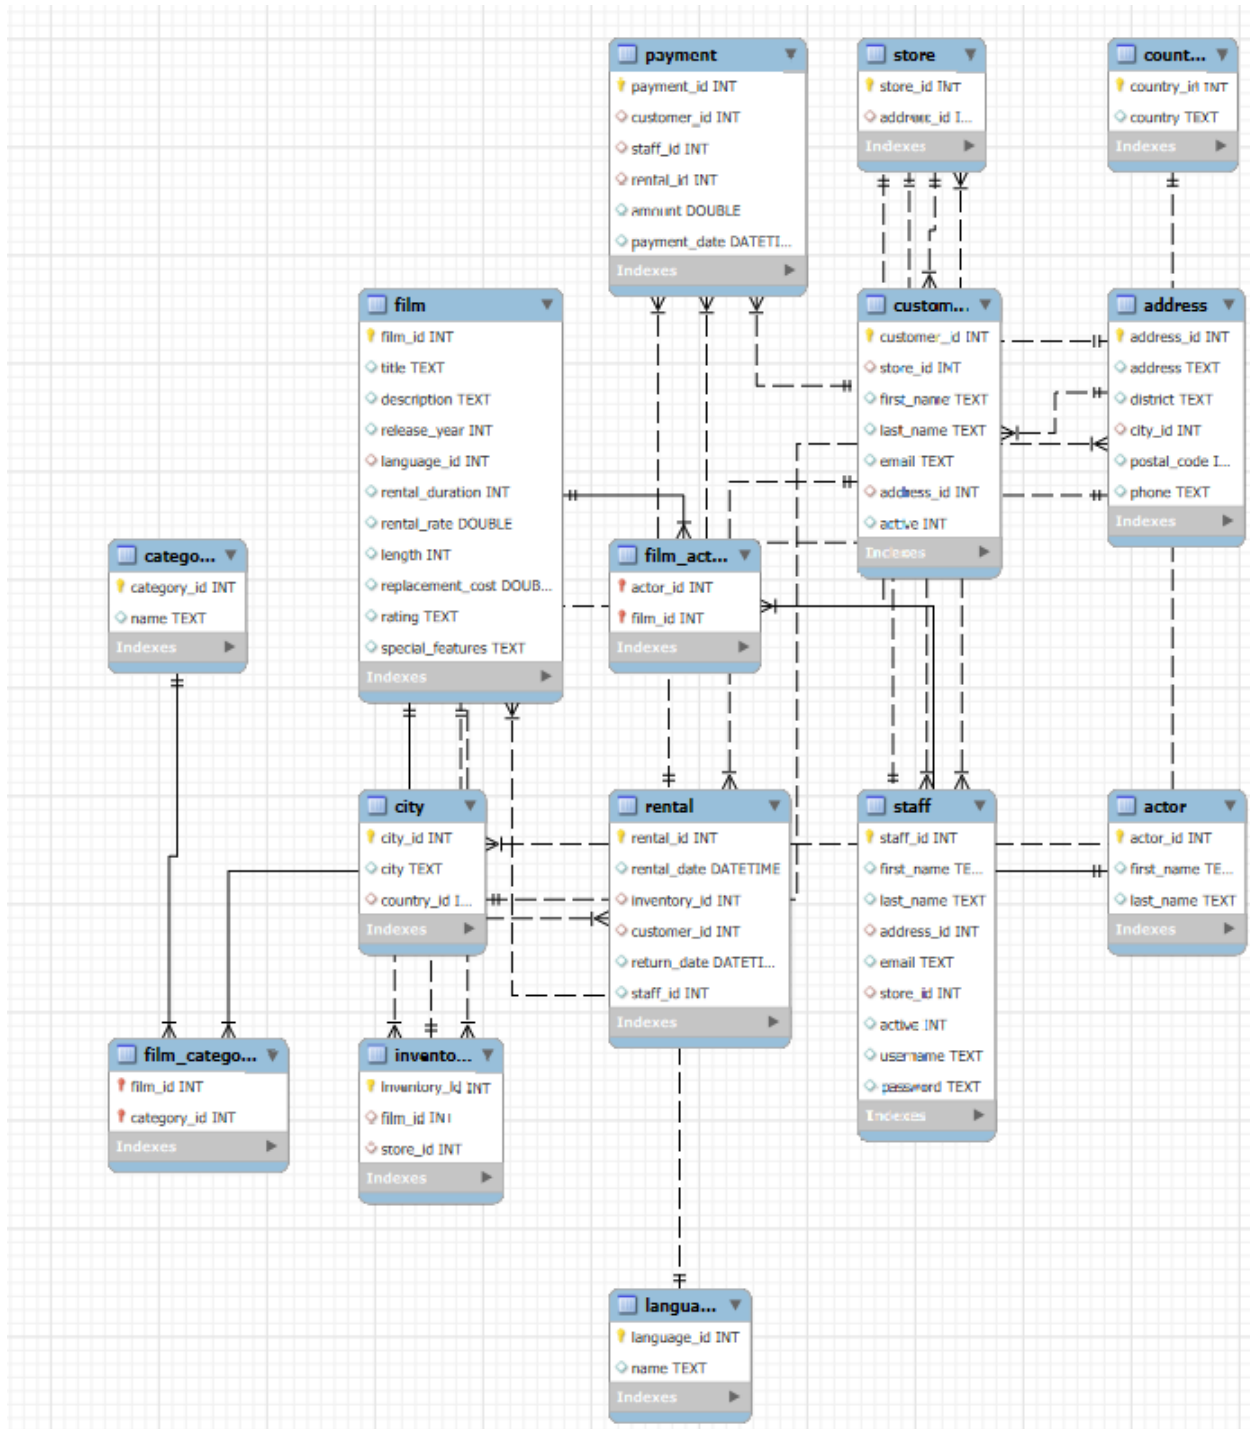 payment
payment_id INT
customer_id INT
staff_id INT
rental_id INT
amount DOUBLE
payment_date DATETI...
Indexes
store
store_id INT
address_id I...
Indexes
count...
country_id INT
country TEXT
Indexes
film
film_id INT
title TEXT
description TEXT
release_year INT
language_id INT
rental_duration INT
rental_rate DOUBLE
length INT
replacement_cost DOUB...
rating TEXT
special_features TEXT
Indexes
custom...
customer_id INT
store_id INT
first_name TEXT
last_name TEXT
email TEXT
address_id INT
active INT
Indexes
address
address_id INT
address TEXT
district TEXT
city_id INT
postal_code I...
phone TEXT
Indexes
catego...
category_id INT
name TEXT
Indexes
film_act...
actor_id INT
film_id INT
Indexes
city
city_id INT
city TEXT
country_id I...
Indexes
rental
rental_id INT
rental_date DATETIME
inventory_id INT
customer_id INT
return_date DATETI...
staff_id INT
Indexes
staff
staff_id INT
first_name TE...
last_name TEXT
address_id INT
email TEXT
store_id INT
active INT
username TEXT
password TEXT
Indexes
actor
actor_id INT
first_name TE...
last_name TEXT
Indexes
film_catego...
film_id INT
category_id INT
Indexes
invento...
inventory_id INT
film_id INT
store_id INT
Indexes
langua...
language_id INT
name TEXT
Indexes